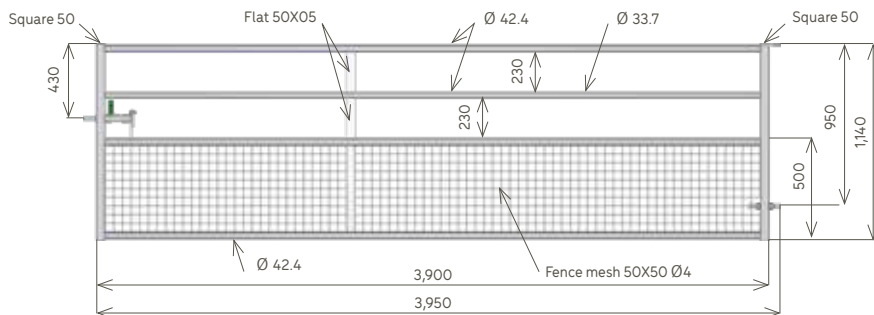 Square 50
Flat 50X05
Ø 42.4
Ø 33.7
Square 50
430
230
230
950
1,140
500
Ø 42.4
Fence mesh 50X50 Ø4
3,900
3,950